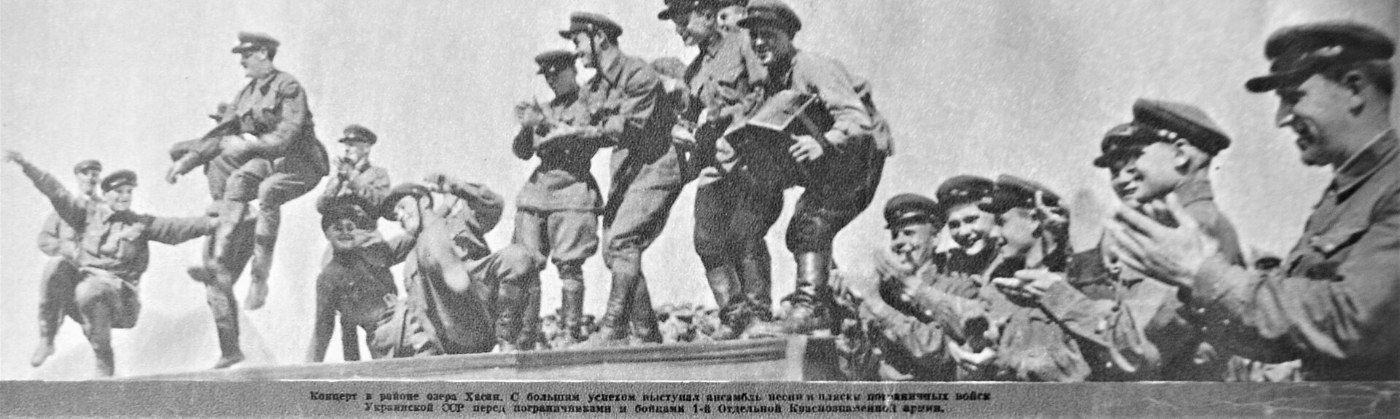 Концерт в районе озера Хасан. С большим успехом выступал ансамбль песни и пляски пограничных войск
Украинской ССР перед пограничниками и бойцами 1-й Отдельной Краснознаменной армии.